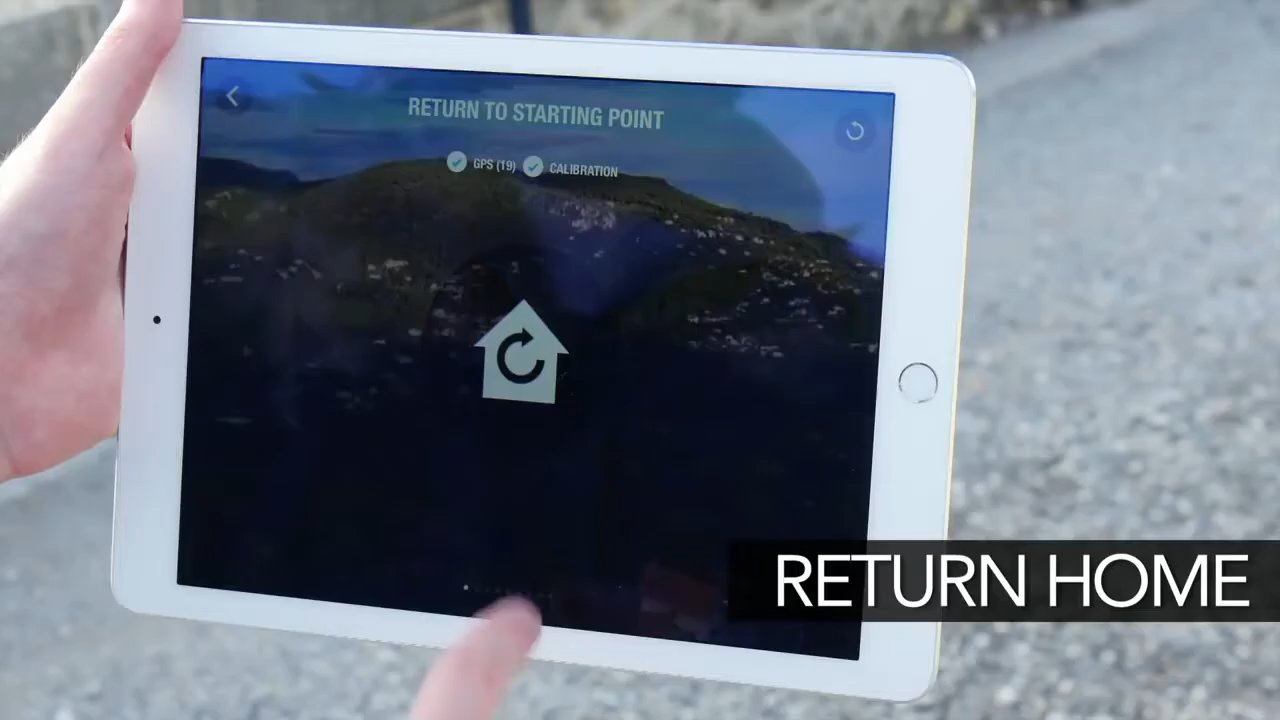 RETURN TO STARTING POINT
GPS (19) CALIBRATION
RETURN HOME